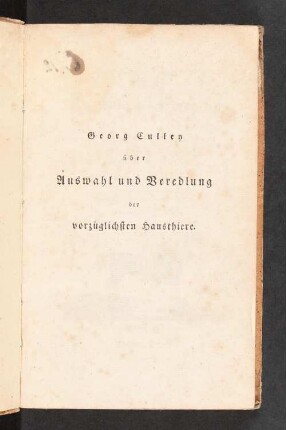 Georg Culley
über
Auswahl und Veredlung
der
vorzüglichsten Hausthiere.